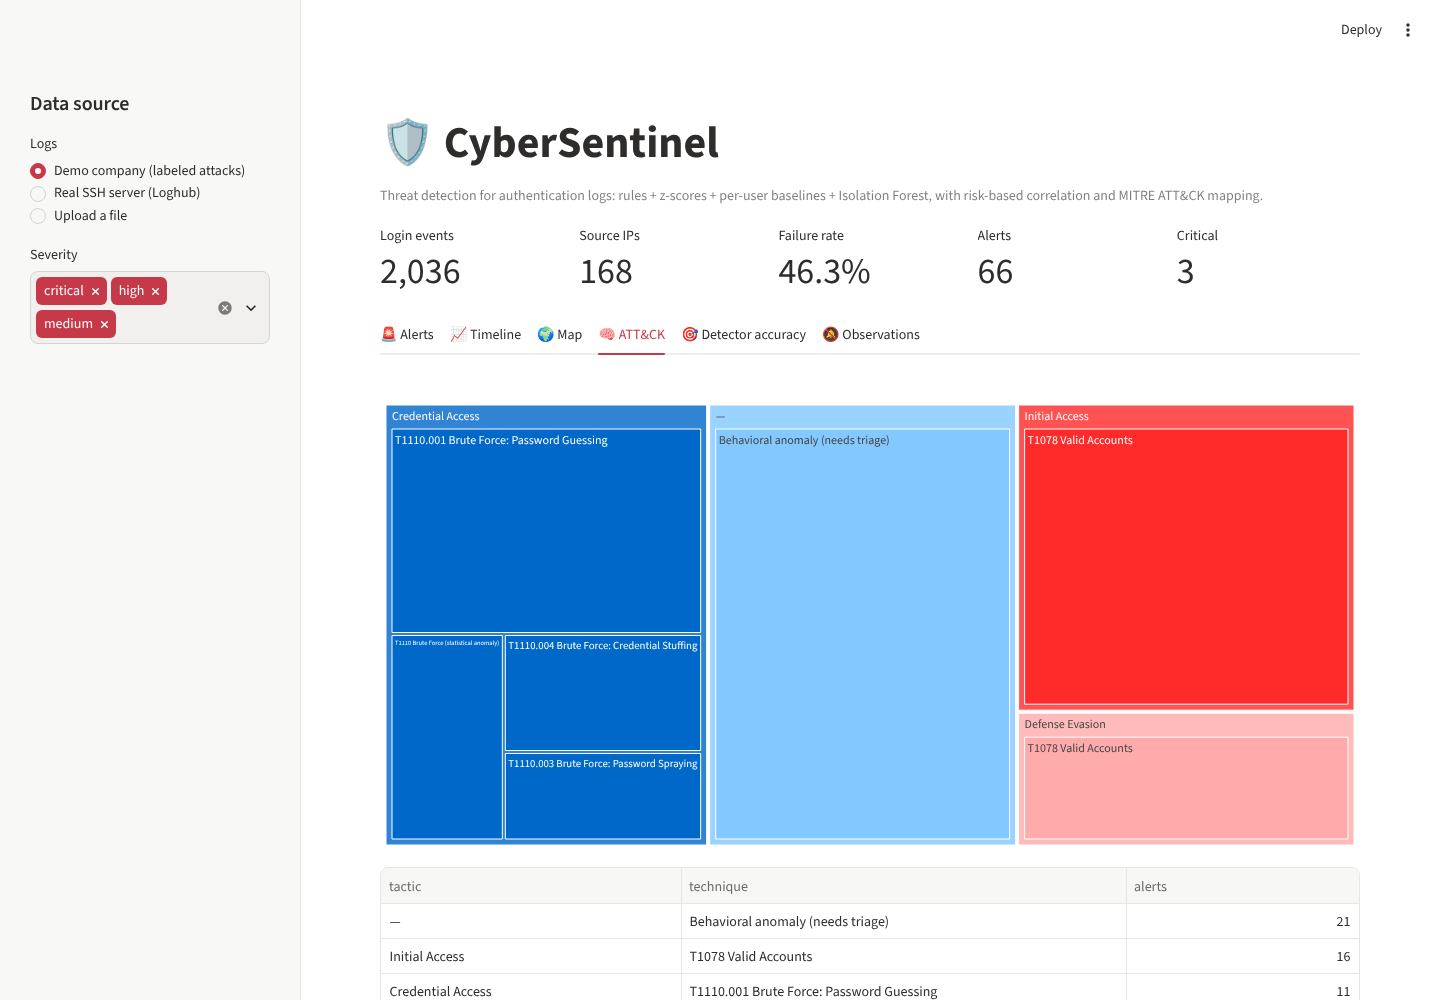 Deploy
Data source
Logs
Demo company (labeled attacks)
Real SSH server (Loghub)
Upload a file
Severity
critical
high
medium
CyberSentinel
Threat detection for authentication logs: rules + z-scores + per-user baselines + Isolation Forest, with risk-based correlation and MITRE ATT&CK mapping.
Login events
2,036
Source IPs
168
Failure rate
46.3%
Alerts
66
Critical
3
Alerts
Timeline
Map
ATT&CK
Detector accuracy
Observations
Credential Access
T1110.001 Brute Force: Password Guessing
T1110 Brute Force (statistical anomaly)
T1110.004 Brute Force: Credential Stuffing
T1110.003 Brute Force: Password Spraying
—
Behavioral anomaly (needs triage)
Initial Access
T1078 Valid Accounts
Defense Evasion
T1078 Valid Accounts
tactic technique alerts
— Behavioral anomaly (needs triage) 21
Initial Access T1078 Valid Accounts 16
Credential Access T1110.001 Brute Force: Password Guessing 11